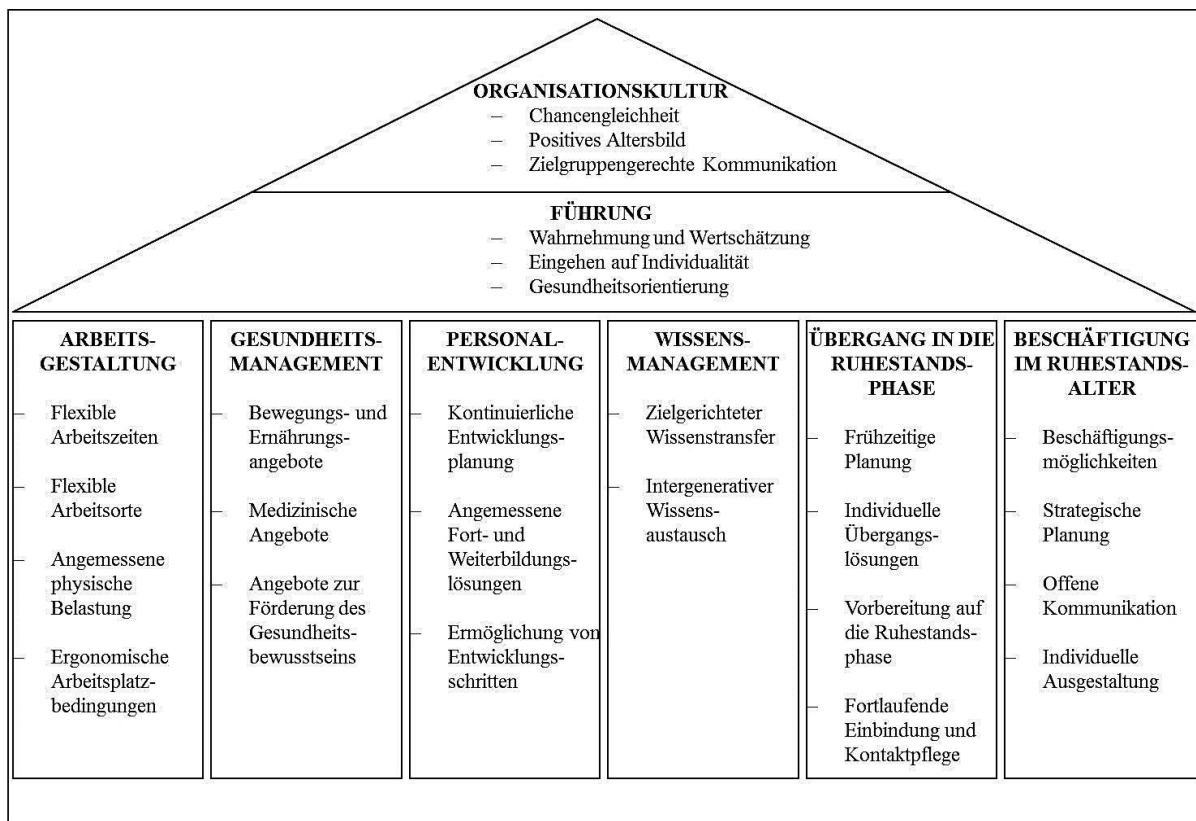 ORGANISATIONSKULTUR
– Chancengleichheit
– Positives Altersbild
– Zielgruppengerechte Kommunikation
FÜHRUNG
– Wahrnehmung und Wertschätzung
– Eingehen auf Individualität
– Gesundheitsorientierung
ARBEITS-
GESTALTUNG
– Flexible
Arbeitszeiten
– Flexible
Arbeitsorte
– Angemessene
physische
Belastung
– Ergonomische
Arbeitsplatz-
bedingungen
GESUNDHEITS-
MANAGEMENT
– Bewegungs- und
Ernährungs-
angebote
– Medizinische
Angebote
– Angebote zur
Förderung des
Gesundheits-
bewusstseins
PERSONAL-
ENTWICKLUNG
– Kontinuierliche
Entwicklungs-
planung
– Angemessene
Fort- und
Weiterbildungs-
lösungen
– Ermöglichung von
Entwicklungs-
schritten
WISSENS-
MANAGEMENT
– Zielgerichteter
Wissenstransfer
– Intergenerativer
Wissens-
austausch
ÜBERGANG IN DIE
RUHESTANDS-
PHASE
– Frühzeitige
Planung
– Individuelle
Übergangs-
lösungen
– Vorbereitung auf
die Ruhestands-
phase
– Fortlaufende
Einbindung und
Kontaktpflege
BESCHÄFTIGUNG
IM RUHESTANDS-
ALTER
– Beschäftigungs-
möglichkeiten
– Strategische
Planung
– Offene
Kommunikation
– Individuelle
Ausgestaltung